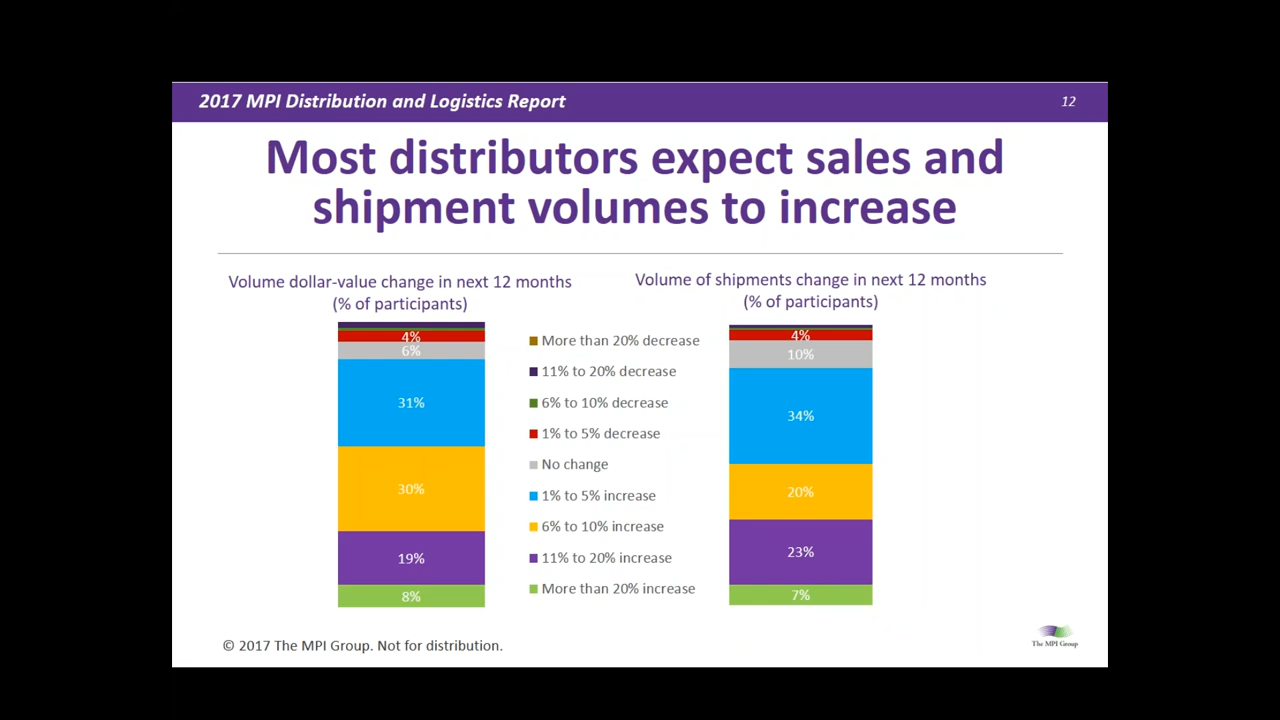 2017 MPI Distribution and Logistics Report
12
Most distributors expect sales and
shipment volumes to increase
Volume dollar-value change in next 12 months
(% of participants)
4%
6%
31%
30%
19%
8%
More than 20% decrease
11% to 20% decrease
6% to 10% decrease
1% to 5% decrease
No change
1% to 5% increase
6% to 10% increase
11% to 20% increase
More than 20% increase
Volume of shipments change in next 12 months
(% of participants)
4%
10%
34%
20%
23%
7%
© 2017 The MPI Group. Not for distribution.
The MPI Group